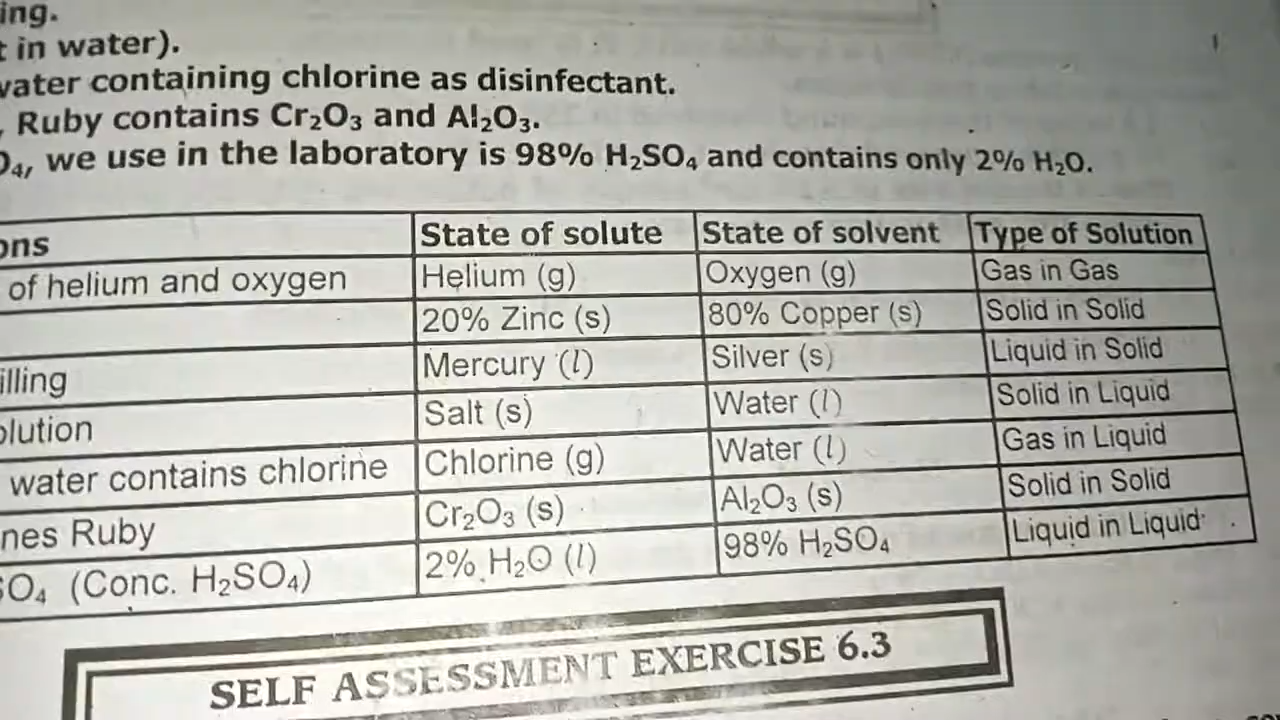 ing.
t in water).
water containing chlorine as disinfectant.
Ruby contains Cr₂O₃ and Al₂O₃.
O₄, we use in the laboratory is 98% H₂SO₄ and contains only 2% H₂O.
ons State of solute State of solvent Type of Solution
of helium and oxygen Helium (g) Oxygen (g) Gas in Gas
20% Zinc (s) 80% Copper (s) Solid in Solid
illing Mercury (l) Silver (s) Liquid in Solid
olution Salt (s) Water (l) Solid in Liquid
water contains chlorine Chlorine (g) Water (l) Gas in Liquid
nes Ruby Cr₂O₃ (s) Al₂O₃ (s) Solid in Solid
SO₄ (Conc. H₂SO₄) 2% H₂O (l) 98% H₂SO₄ Liquid in Liquid
SELF ASSESSMENT EXERCISE 6.3